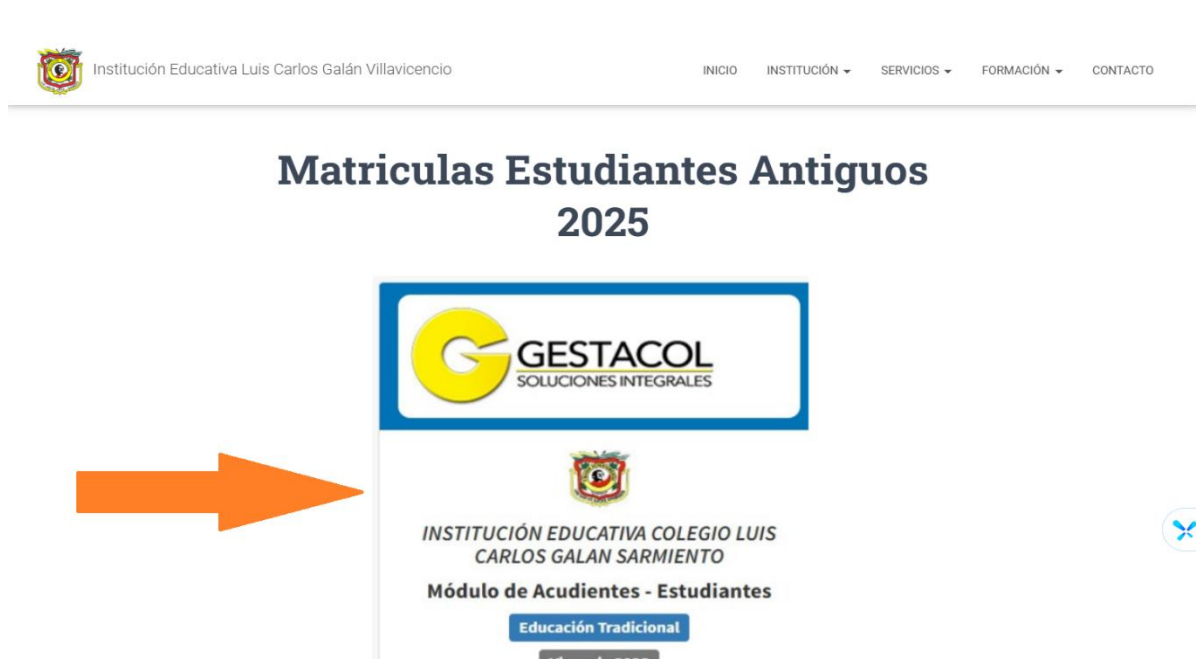 Institución Educativa Luis Carlos Galán Villavicencio
INICIO INSTITUCIÓN SERVICIOS FORMACIÓN CONTACTO
Matriculas Estudiantes Antiguos
2025
GESTACOL
SOLUCIONES INTEGRALES
INSTITUCIÓN EDUCATIVA COLEGIO LUIS
CARLOS GALAN SARMIENTO
Módulo de Acudientes - Estudiantes
Educación Tradicional